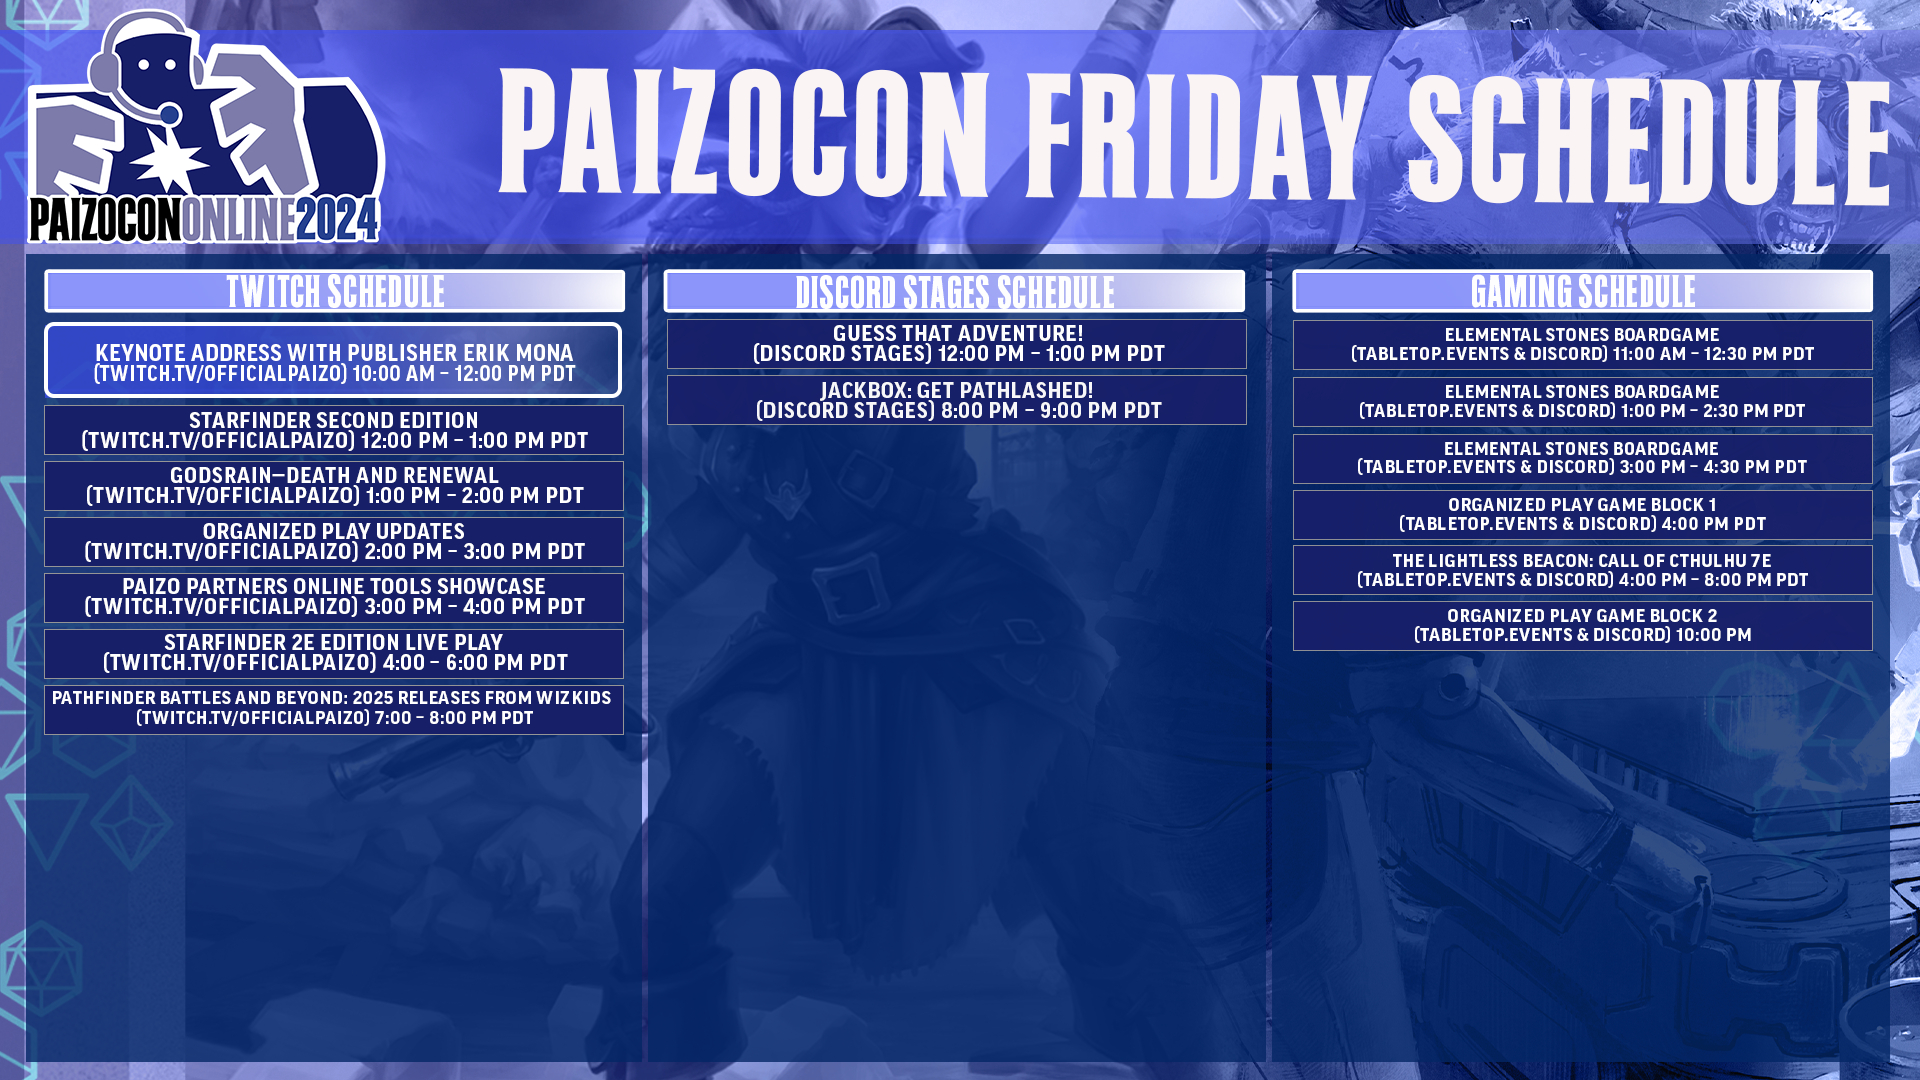 PAIZOCONONLINE2024
PAIZOCON FRIDAY SCHEDULE
TWITCH SCHEDULE
KEYNOTE ADDRESS WITH PUBLISHER ERIK MONA
(TWITCH.TV/OFFICIALPAIZO) 10:00 AM – 12:00 PM PDT
STARFINDER SECOND EDITION
(TWITCH.TV/OFFICIALPAIZO) 12:00 PM – 1:00 PM PDT
GODSRAIN—DEATH AND RENEWAL
(TWITCH.TV/OFFICIALPAIZO) 1:00 PM – 2:00 PM PDT
ORGANIZED PLAY UPDATES
(TWITCH.TV/OFFICIALPAIZO) 2:00 PM – 3:00 PM PDT
PAIZO PARTNERS ONLINE TOOLS SHOWCASE
(TWITCH.TV/OFFICIALPAIZO) 3:00 PM – 4:00 PM PDT
STARFINDER 2E EDITION LIVE PLAY
(TWITCH.TV/OFFICIALPAIZO) 4:00 – 6:00 PM PDT
PATHFINDER BATTLES AND BEYOND: 2025 RELEASES FROM WIZKIDS
(TWITCH.TV/OFFICIALPAIZO) 7:00 – 8:00 PM PDT
DISCORD STAGES SCHEDULE
GUESS THAT ADVENTURE!
(DISCORD STAGES) 12:00 PM – 1:00 PM PDT
JACKBOX: GET PATHLASHED!
(DISCORD STAGES) 8:00 PM – 9:00 PM PDT
GAMING SCHEDULE
ELEMENTAL STONES BOARDGAME
(TABLETOP.EVENTS & DISCORD) 11:00 AM – 12:30 PM PDT
ELEMENTAL STONES BOARDGAME
(TABLETOP.EVENTS & DISCORD) 1:00 PM – 2:30 PM PDT
ELEMENTAL STONES BOARDGAME
(TABLETOP.EVENTS & DISCORD) 3:00 PM – 4:30 PM PDT
ORGANIZED PLAY GAME BLOCK 1
(TABLETOP.EVENTS & DISCORD) 4:00 PM PDT
THE LIGHTLESS BEACON: CALL OF CTHULHU 7E
(TABLETOP.EVENTS & DISCORD) 4:00 PM – 8:00 PM PDT
ORGANIZED PLAY GAME BLOCK 2
(TABLETOP.EVENTS & DISCORD) 10:00 PM